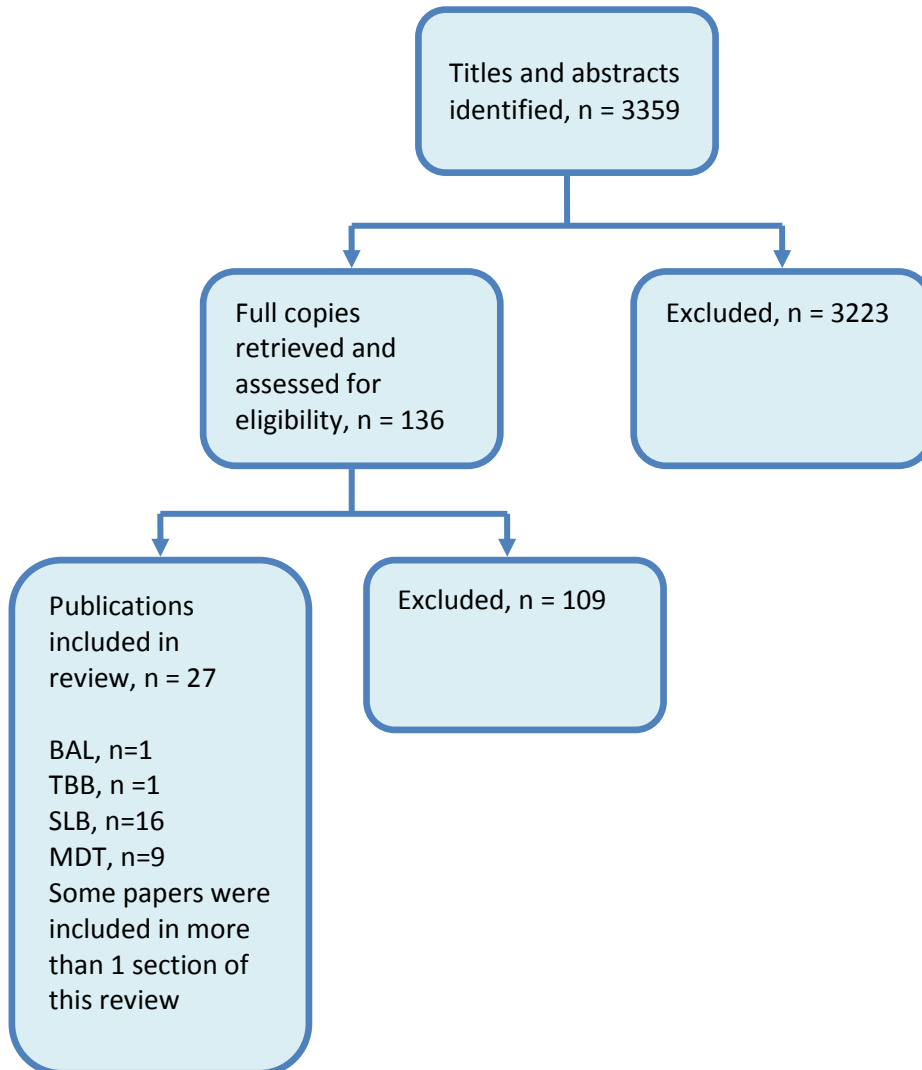 Titles and abstracts
identified, n = 3359
Full copies
retrieved and
assessed for
eligibility, n = 136
Excluded, n = 3223
Publications
included in
review, n = 27
BAL, n=1
TBB, n =1
SLB, n=16
MDT, n=9
Some papers were
included in more
than 1 section of
this review
Excluded, n = 109